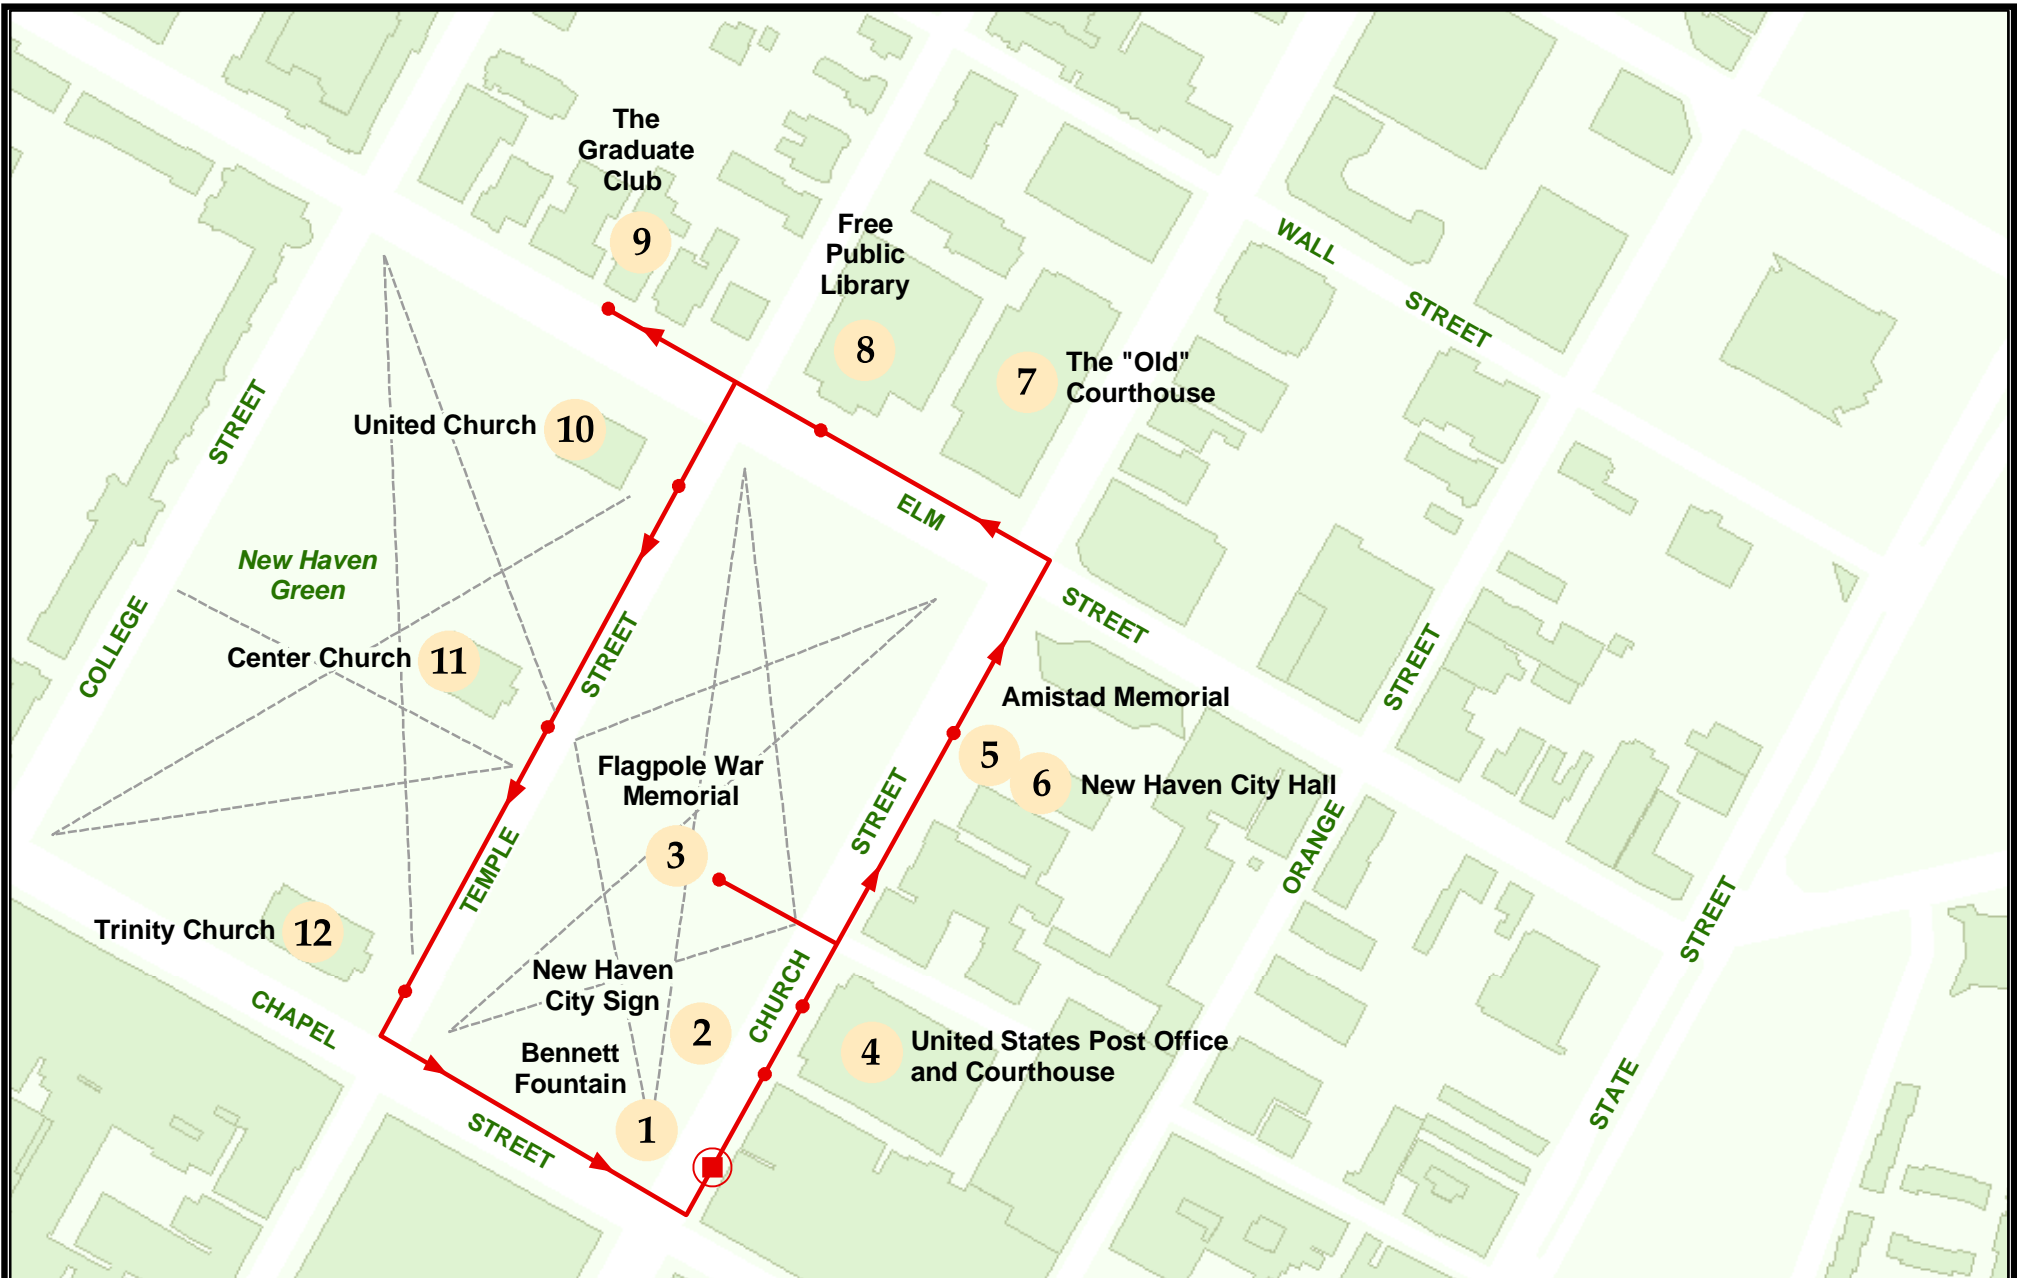 The
Graduate
Club
9
Free
Public
Library
8
WALL
STREET
7
The "Old"
Courthouse
United Church
10
STREET
ELM
STREET
New Haven
Green
COLLEGE
Center Church
11
STREET
STREET
Amistad Memorial
5
6
New Haven City Hall
Flagpole War
Memorial
3
STREET
ORANGE
TEMPLE
Trinity Church
12
STREET
New Haven
City Sign
2
CHURCH
CHAPEL
Bennett
Fountain
1
4
United States Post Office
and Courthouse
STREET
STATE